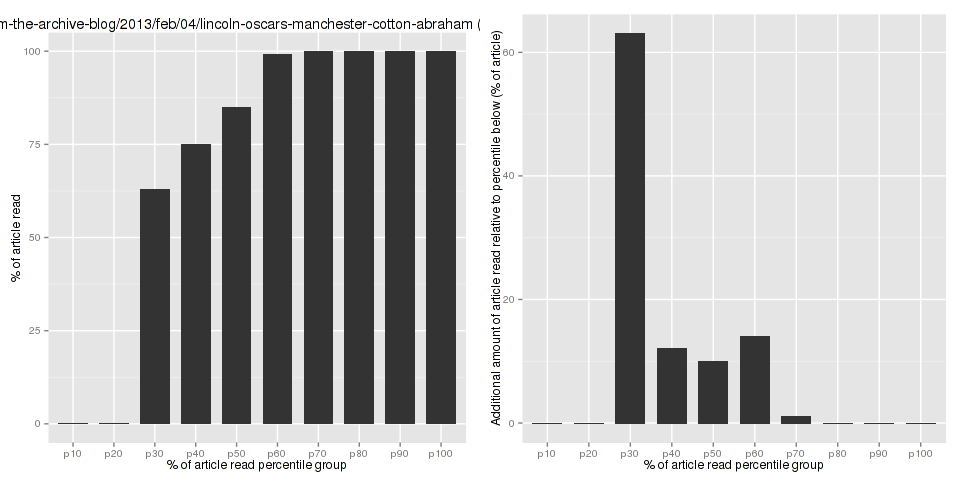 m-the-archive-blog/2013/feb/04/lincoln-oscars-manchester-cotton-abraham (
100
75
50
25
0
% of article read
p10 p20 p30 p40 p50 p60 p70 p80 p90 p100
% of article read percentile group
60
40
20
0
Additional amount of article read relative to percentile below (% of article)
p10 p20 p30 p40 p50 p60 p70 p80 p90 p100
% of article read percentile group